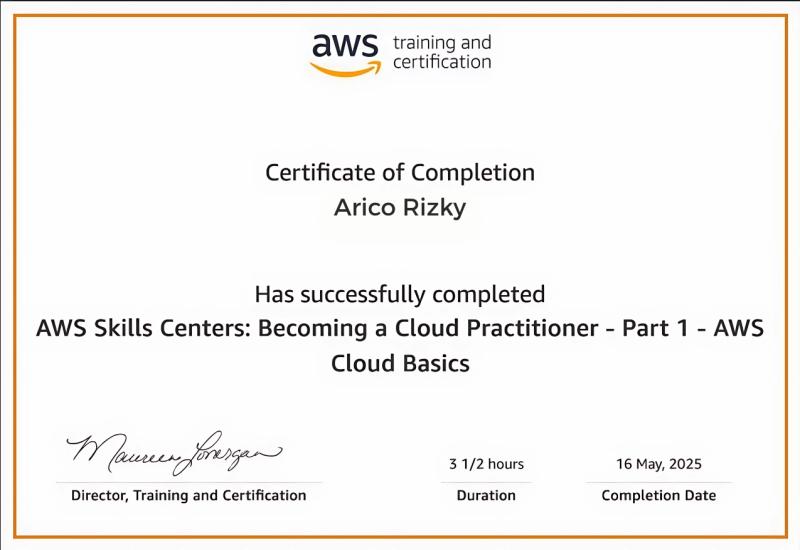 aws training and
certification
Certificate of Completion
Arico Rizky
Has successfully completed
AWS Skills Centers: Becoming a Cloud Practitioner - Part 1 - AWS
Cloud Basics
Maureen Lonergan
3 1/2 hours
16 May, 2025
Director, Training and Certification
Duration
Completion Date